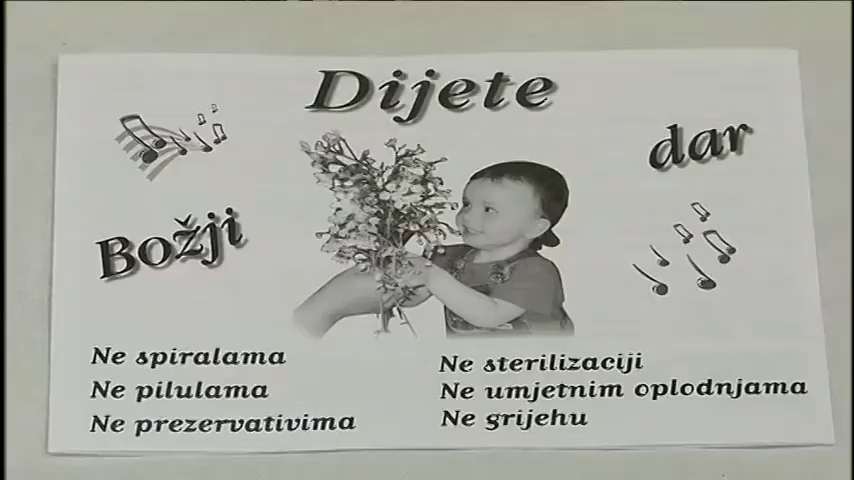 Dijete
Božji
dar
Ne spiralama
Ne pilulama
Ne prezervativima
Ne sterilizaciji
Ne umjetnim oplodnjama
Ne grijehu